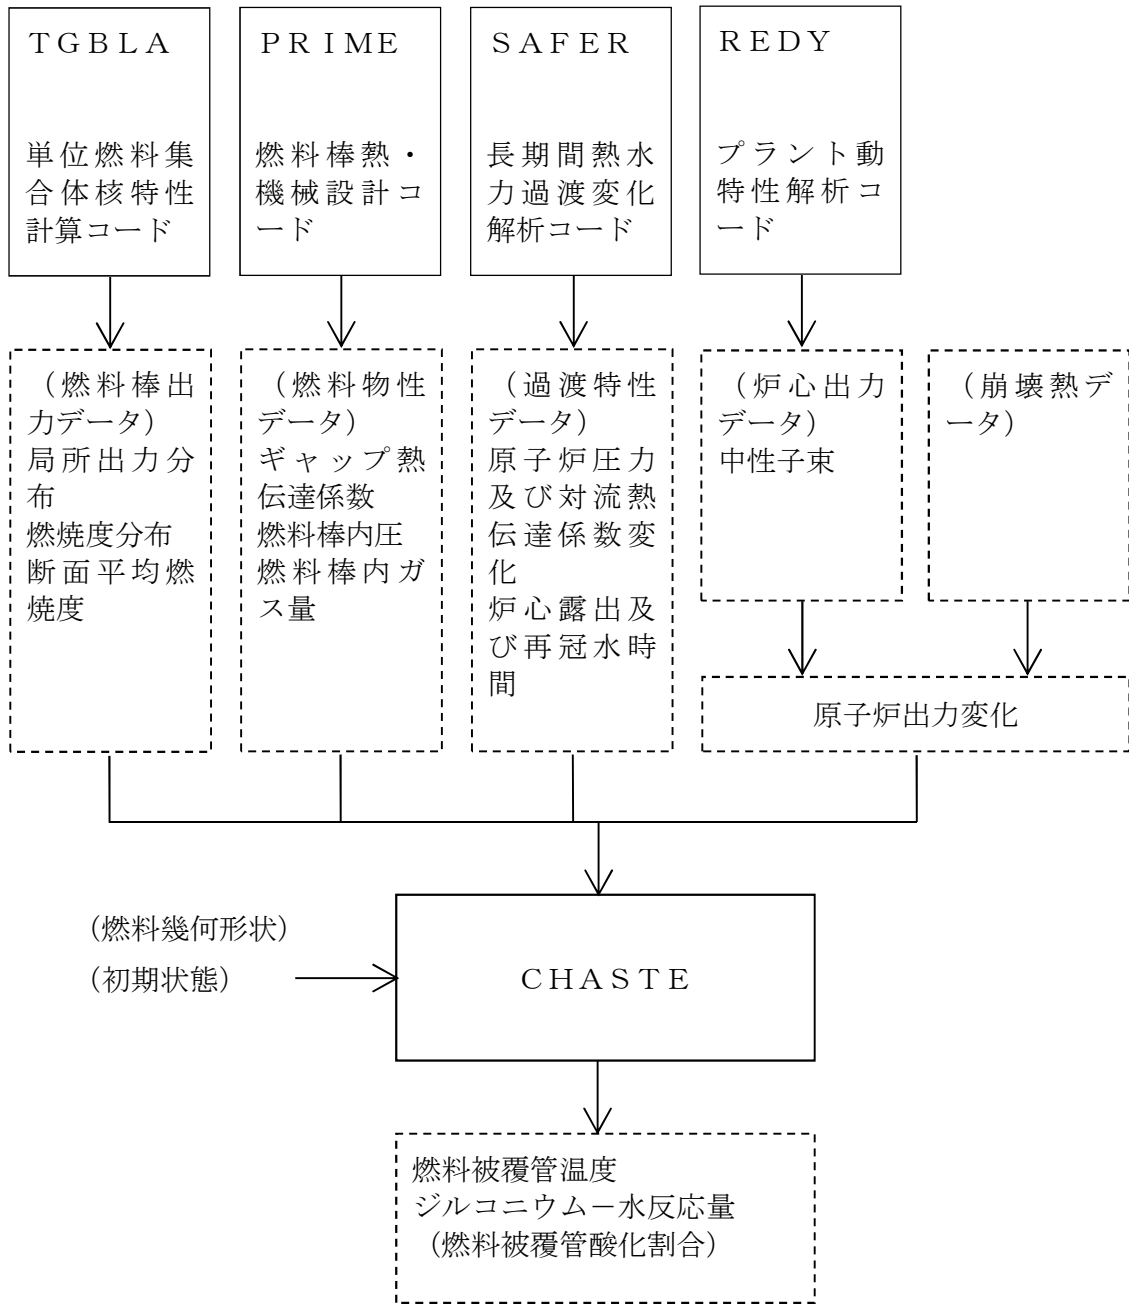 ＴＧＢＬＡ
単位燃料集
合体核特性
計算コード
ＰＲＩＭＥ
燃料棒熱・
機械設計コ
ード
ＳＡＦＥＲ
長期間熱水
力過渡変化
解析コード
ＲＥＤＹ
プラント動
特性解析コ
ード
（燃料棒出
力データ）
局所出力分
布
燃焼度分布
断面平均燃
焼度
（燃料物性
データ）
ギャップ熱
伝達係数
燃料棒内圧
燃料棒内ガ
ス量
（過渡特性
データ）
原子炉圧力
及び対流熱
伝達係数変
化
炉心露出及
び再冠水時
間
（炉心出力
データ）
中性子束
（崩壊熱デ
ータ）
原子炉出力変化
（燃料幾何形状）
（初期状態）
ＣＨＡＳＴＥ
燃料被覆管温度
ジルコニウム－水反応量
（燃料被覆管酸化割合）